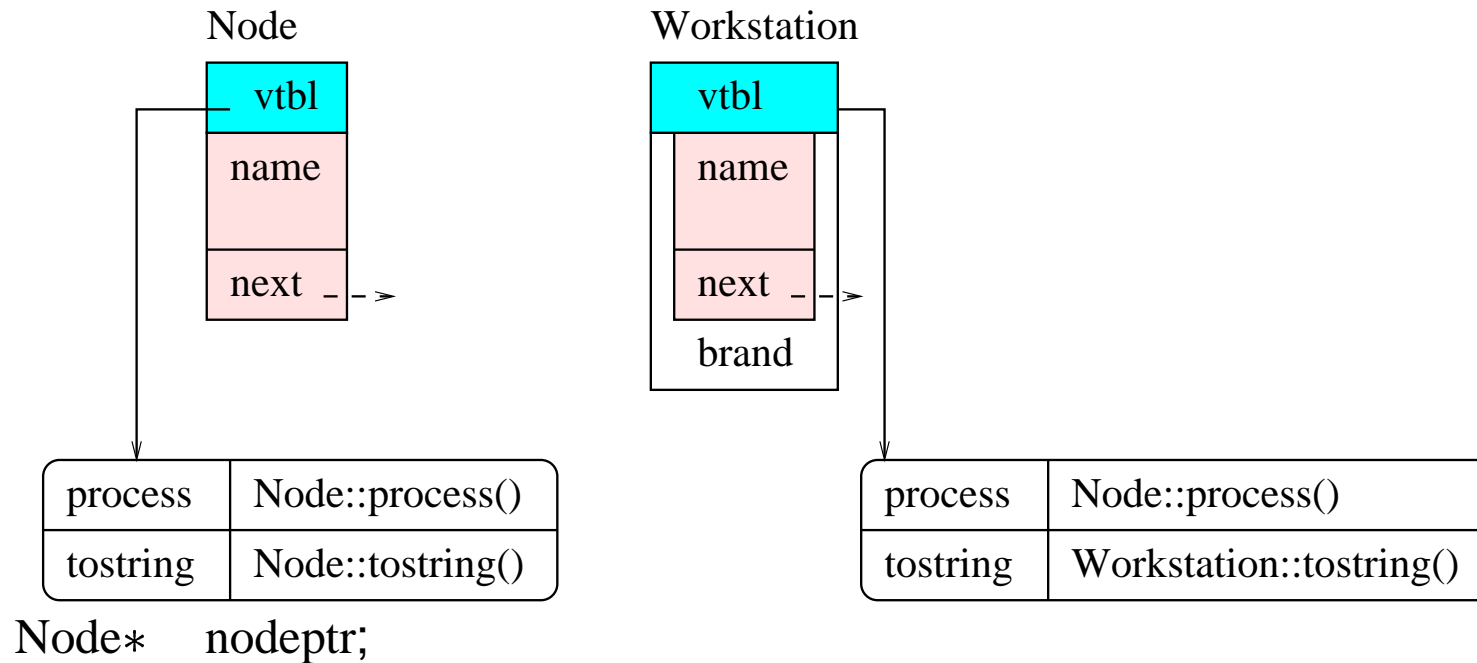 Node Workstation
vtbl vtbl
name name
next next
brand
process Node::process() process Node::process()
tostring Node::tostring() tostring Workstation::tostring()
Node* nodeptr;